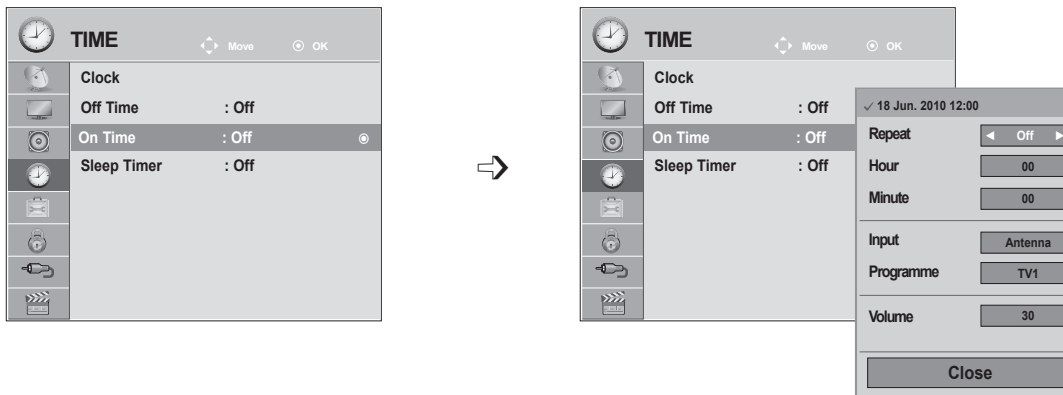 TIME Move OK
Clock
Off Time : Off
On Time : Off
Sleep Timer : Off
TIME Move OK
Clock
Off Time : Off
On Time : Off
Sleep Timer : Off
✓ 18 Jun. 2010 12:00
Repeat ◀ Off ▶
Hour 00
Minute 00
Input Antenna
Programme TV1
Volume 30
Close